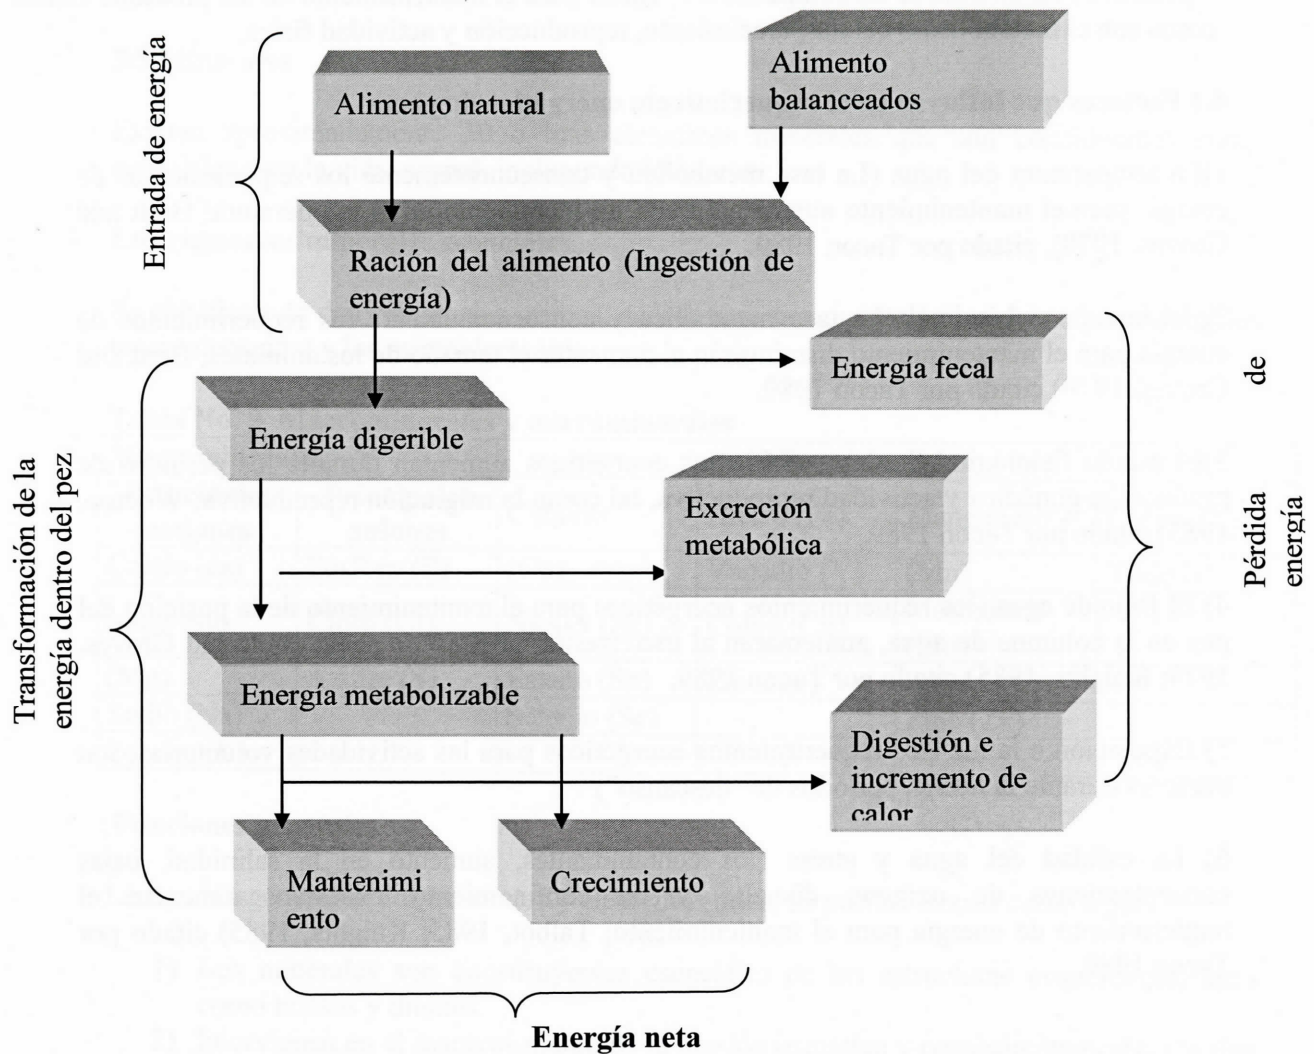 Entrada de energía
Alimento natural
Alimento
balanceados
Ración del alimento (Ingestión de
energía)
Energía fecal
Energía digerible
Excreción
metabólica
Energía metabolizable
Digestión e
incremento de
calor
Mantenimi
ento
Crecimiento
Transformación de la
energía dentro del pez
Pérdida de
energía
Energía neta